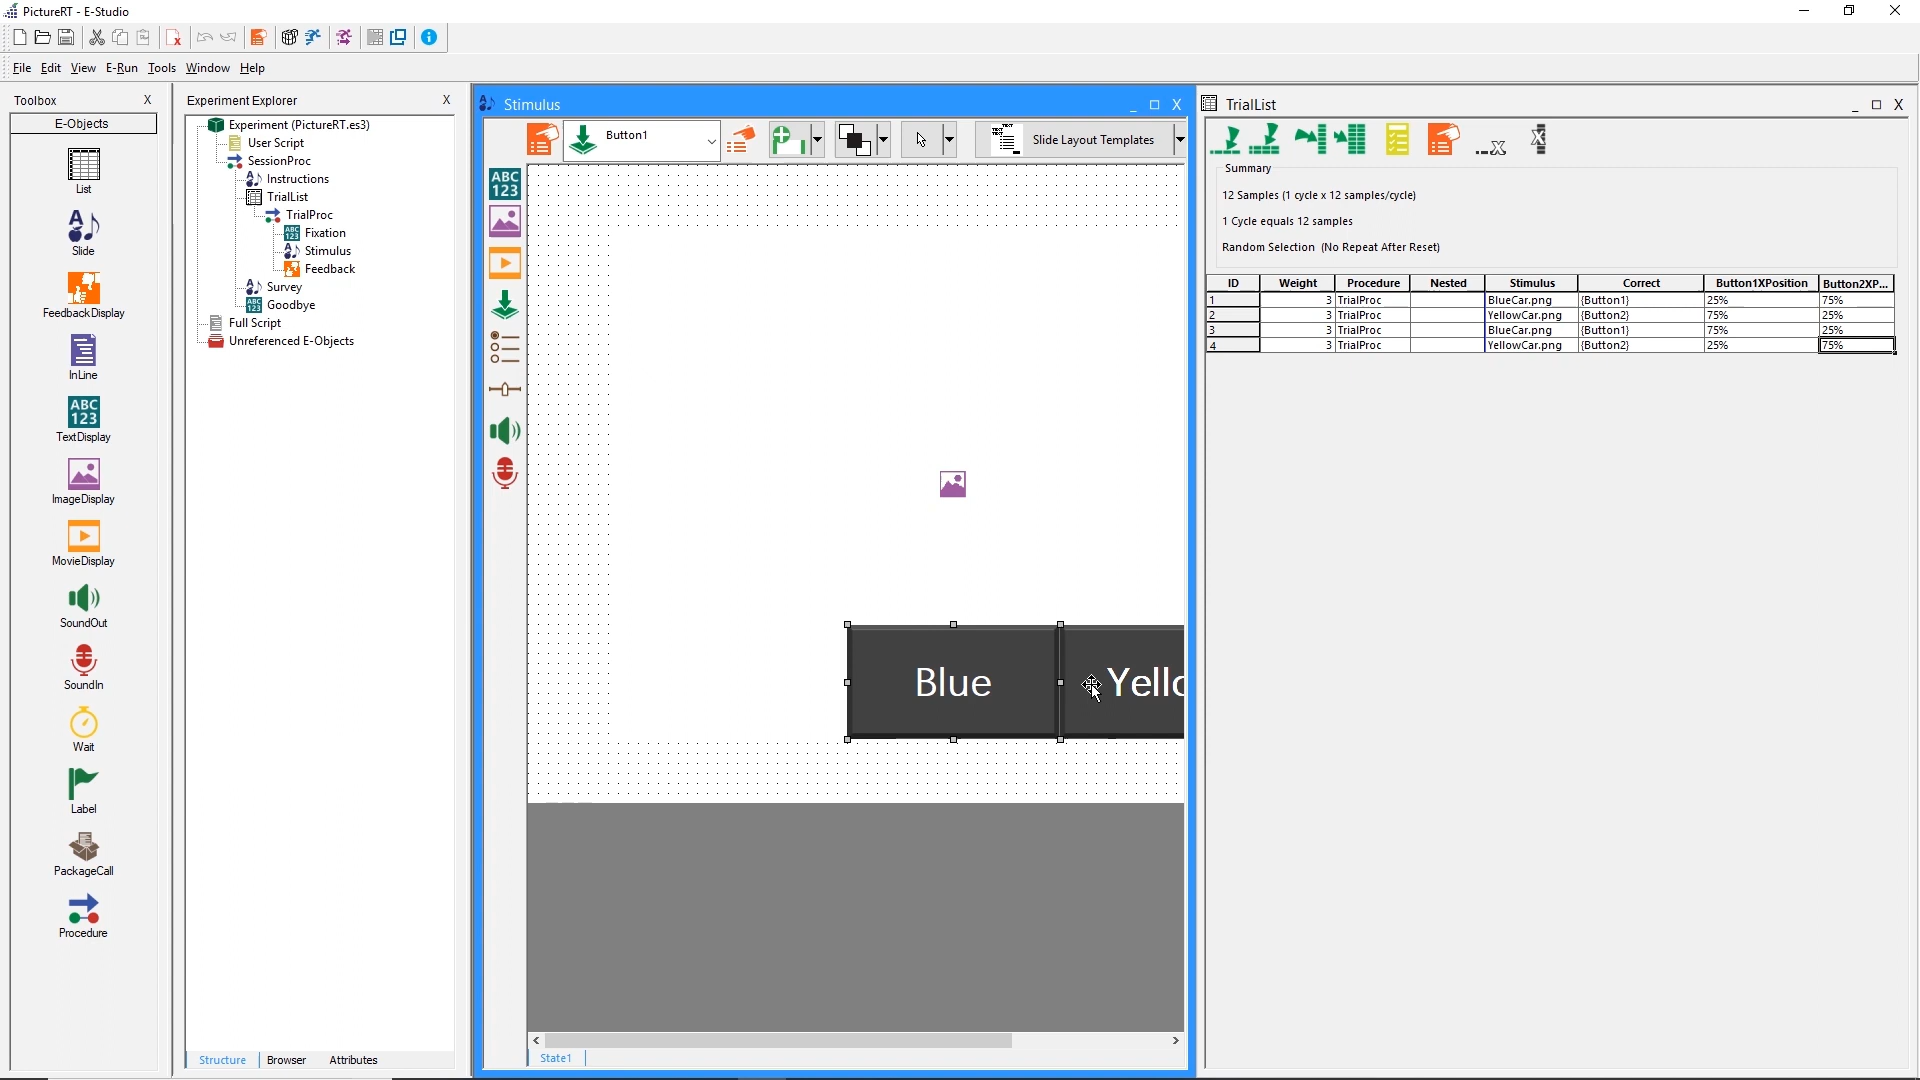 PictureRT - E-Studio
File Edit View E-Run Tools Window Help
Toolbox X
E-Objects
List
Slide
FeedbackDisplay
InLine
ABC
123
TextDisplay
ImageDisplay
MovieDisplay
SoundOut
SoundIn
Wait
Label
PackageCall
Procedure
Experiment Explorer X
Experiment (PictureRT.es3)
User Script
SessionProc
Instructions
TrialList
TrialProc
Fixation
Stimulus
Feedback
Survey
Goodbye
Full Script
Unreferenced E-Objects
Structure Browser Attributes
Stimulus
Button1
Slide Layout Templates
ABC
123
Blue
Yello
State1
TrialList
Summary
12 Samples (1 cycle x 12 samples/cycle)
1 Cycle equals 12 samples
Random Selection (No Repeat After Reset)
ID Weight Procedure Nested Stimulus Correct Button1XPosition Button2XP...
1 3 TrialProc BlueCar.png {Button1} 25% 75%
2 3 TrialProc YellowCar.png {Button2} 75% 25%
3 3 TrialProc BlueCar.png {Button1} 75% 25%
4 3 TrialProc YellowCar.png {Button2} 25% 75%